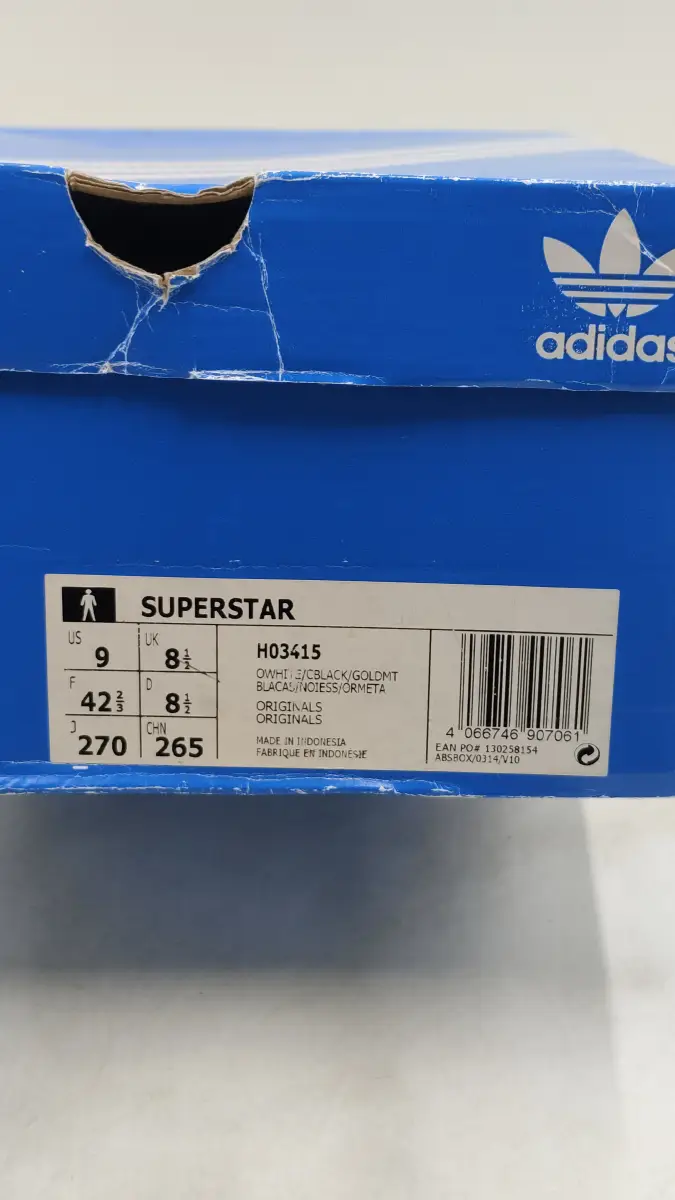 adidas
SUPERSTAR
US 9 UK 8½
F 42⅔ D 8½
J 270 CHN 265
H03415
OWHITE/CBLACK/GOLDMT
BLACAS/NOIESS/ORMETA
ORIGINALS
ORIGINALS
MADE IN INDONESIA
FABRIQUE EN INDONESIE
4 066746 907061
EAN PO# 130258154
ABSBOX/0314/V10